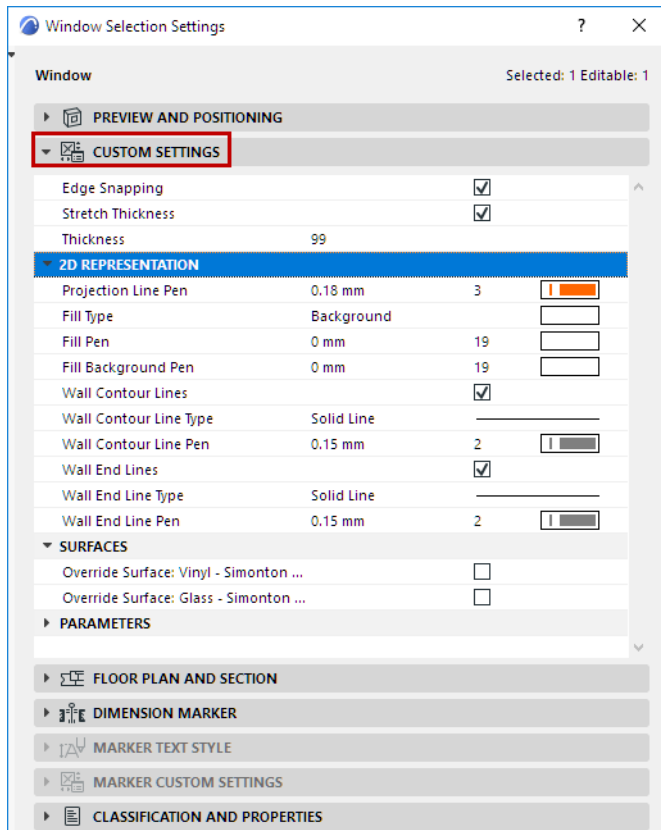 Window Selection Settings ? ×
Window Selected: 1 Editable: 1
PREVIEW AND POSITIONING
CUSTOM SETTINGS
Edge Snapping
Stretch Thickness
Thickness 99
2D REPRESENTATION
Projection Line Pen 0.18 mm 3
Fill Type Background
Fill Pen 0 mm 19
Fill Background Pen 0 mm 19
Wall Contour Lines
Wall Contour Line Type Solid Line
Wall Contour Line Pen 0.15 mm 2
Wall End Lines
Wall End Line Type Solid Line
Wall End Line Pen 0.15 mm 2
SURFACES
Override Surface: Vinyl - Simonton ...
Override Surface: Glass - Simonton ...
PARAMETERS
FLOOR PLAN AND SECTION
DIMENSION MARKER
MARKER TEXT STYLE
MARKER CUSTOM SETTINGS
CLASSIFICATION AND PROPERTIES